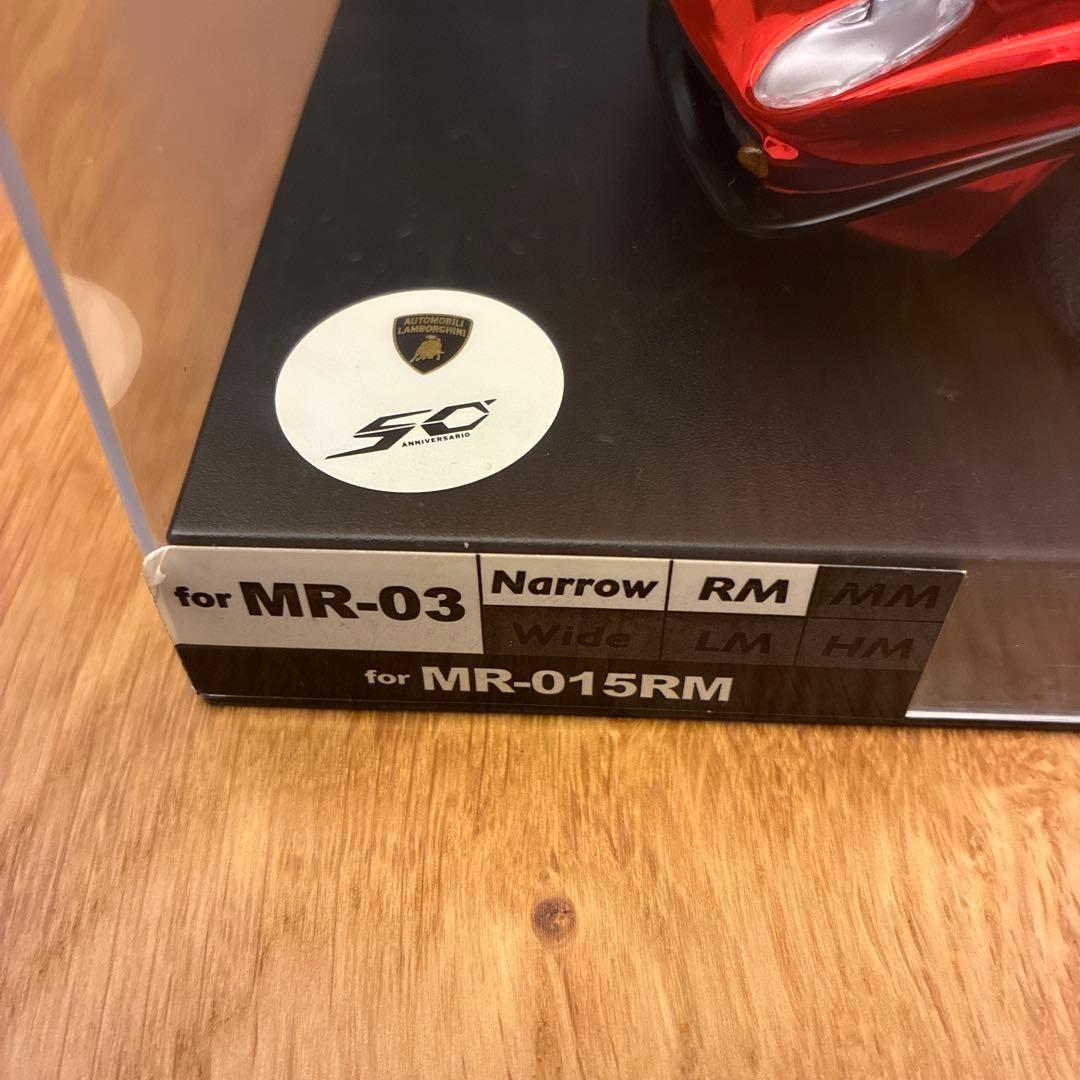 AUTOMOBILI
LAMBORGHINI
50°
ANNIVERSARIO
for MR-03 Narrow RM MM
Wide LM HM
for MR-015RM